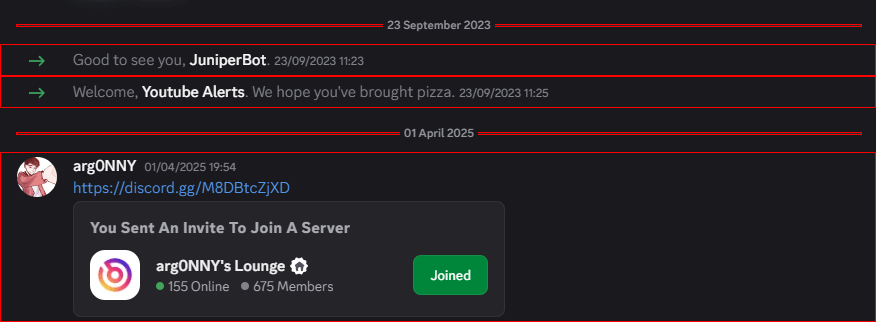 23 September 2023
Good to see you, JuniperBot. 23/09/2023 11:23
Welcome, Youtube Alerts. We hope you've brought pizza. 23/09/2023 11:25
01 April 2025
arg0NNY 01/04/2025 19:54
https://discord.gg/M8DBtcZjXD
You Sent An Invite To Join A Server
arg0NNY's Lounge
155 Online 675 Members
Joined